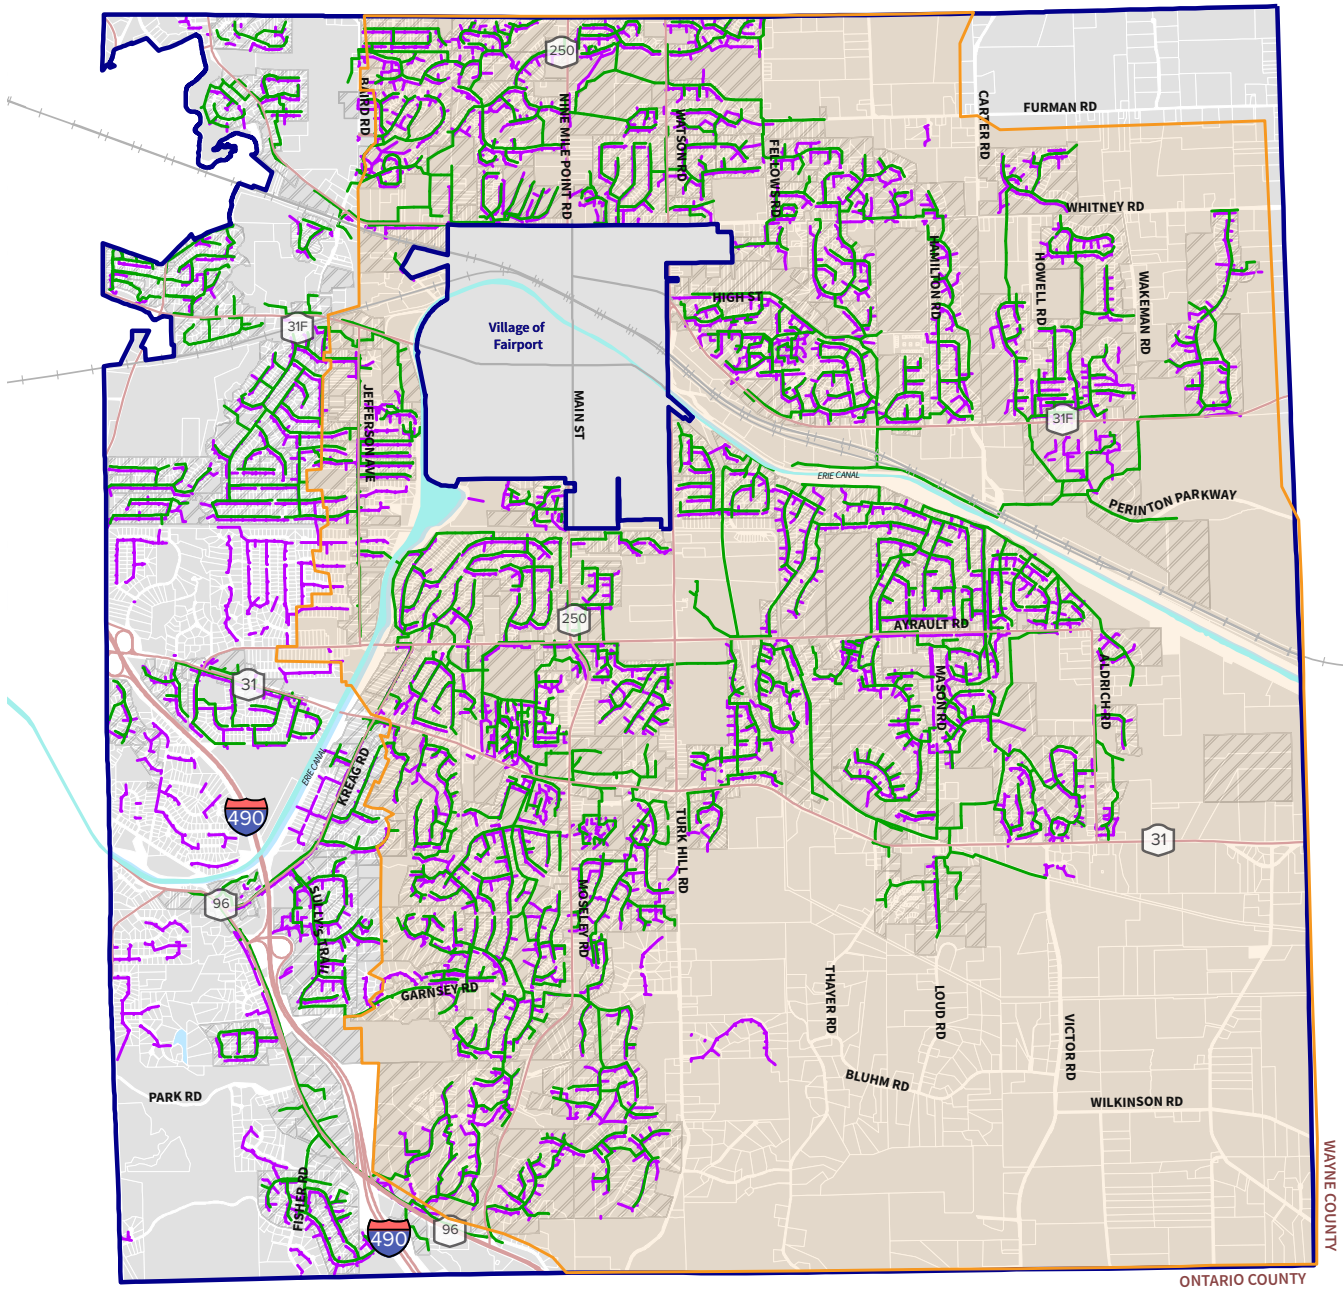 250
FURMAN RD
CARTER RD
BAIRD RD
NINE MILE POINT RD
WATSON RD
FELLOWS RD
WHITNEY RD
HAMILTON RD
HOWELL RD
WAKEMAN RD
HIGH ST
31F
Village of
Fairport
JEFFERSON AVE
MAIN ST
31F
ERIE CANAL
PERINTON PARKWAY
250
AYRAULT RD
31
MASON RD
ALDRICH RD
ERIE CANAL
KREAG RD
490
TURK HILL RD
31
96
SULLY'S TRAIL
MOSELEY RD
GARNSEY RD
THAYER RD
LOUD RD
VICTOR RD
BLUHM RD
PARK RD
WILKINSON RD
FISHER RD
490
96
WAYNE COUNTY
ONTARIO COUNTY